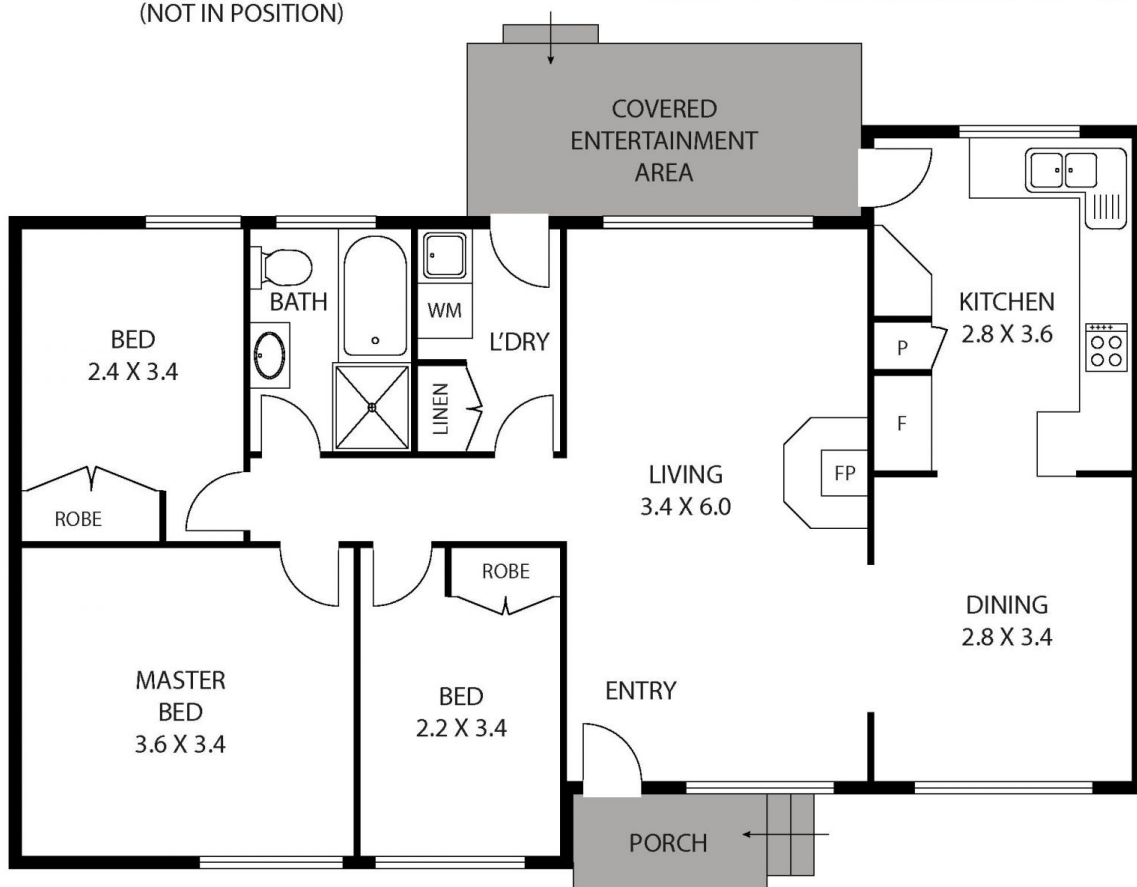 (NOT IN POSITION)
COVERED
ENTERTAINMENT
AREA
BED
2.4 X 3.4
ROBE
BATH
WM
L'DRY
LINEN
LIVING
3.4 X 6.0
FP
KITCHEN
2.8 X 3.6
P
F
DINING
2.8 X 3.4
MASTER
BED
3.6 X 3.4
ROBE
BED
2.2 X 3.4
ENTRY
PORCH